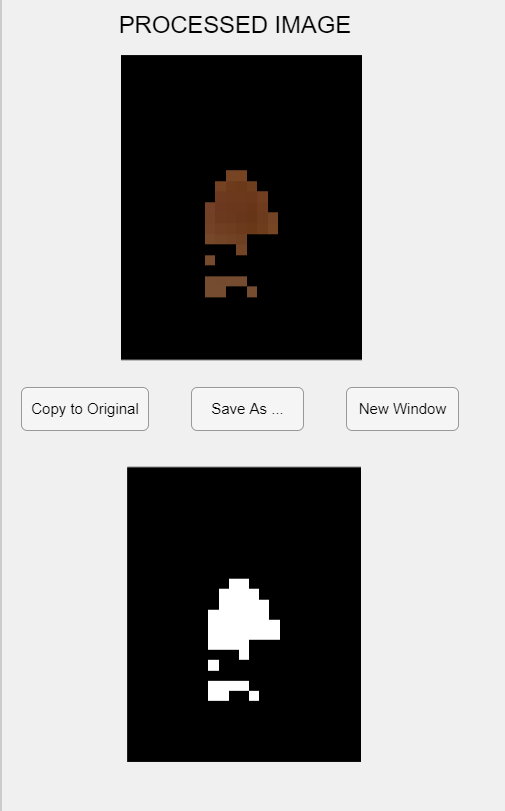 PROCESSED IMAGE
Copy to Original
Save As ...
New Window